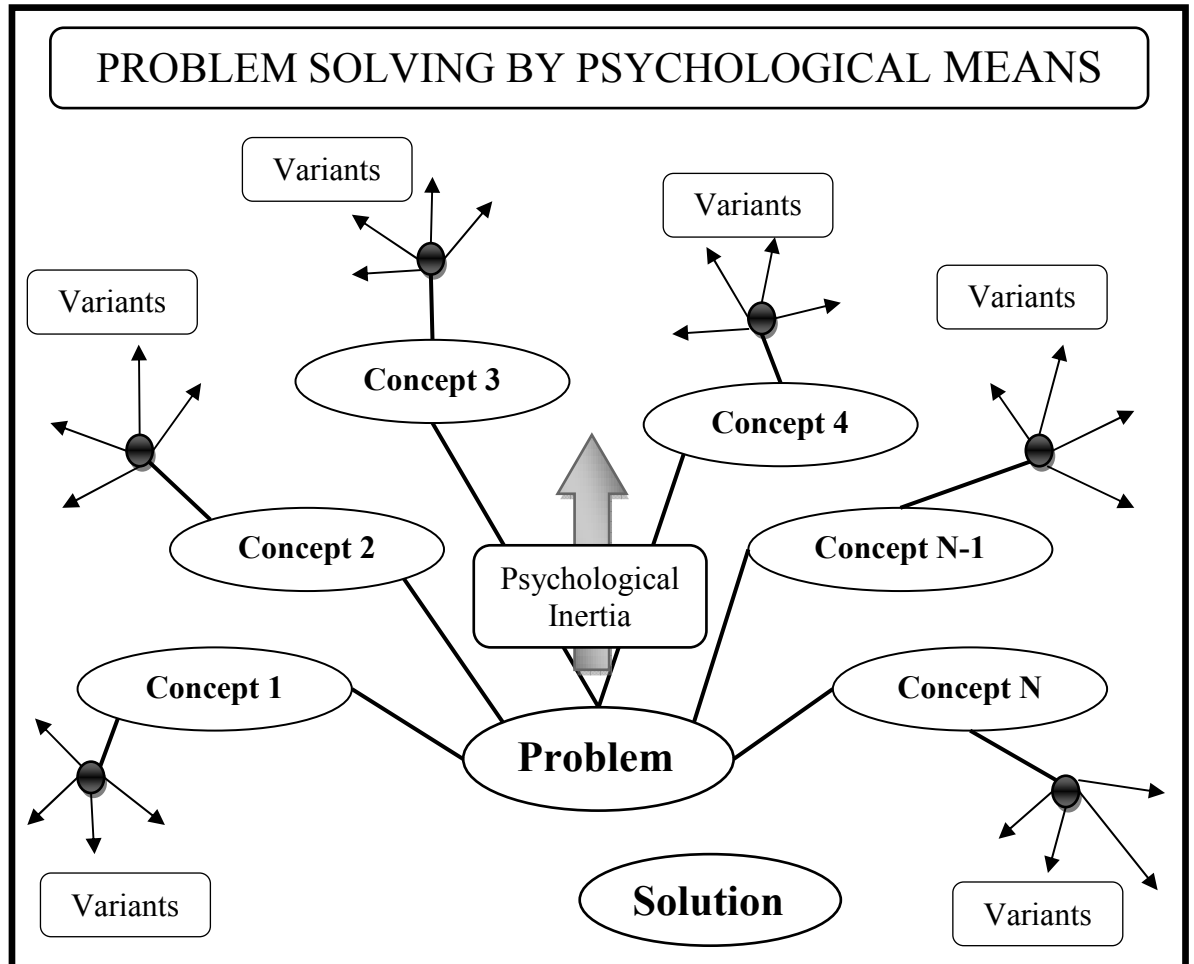 PROBLEM SOLVING BY PSYCHOLOGICAL MEANS
Variants
Variants
Variants
Variants
Concept 3
Concept 4
Concept 2
Concept N-1
Psychological
Inertia
Concept 1
Concept N
Problem
Variants
Solution
Variants